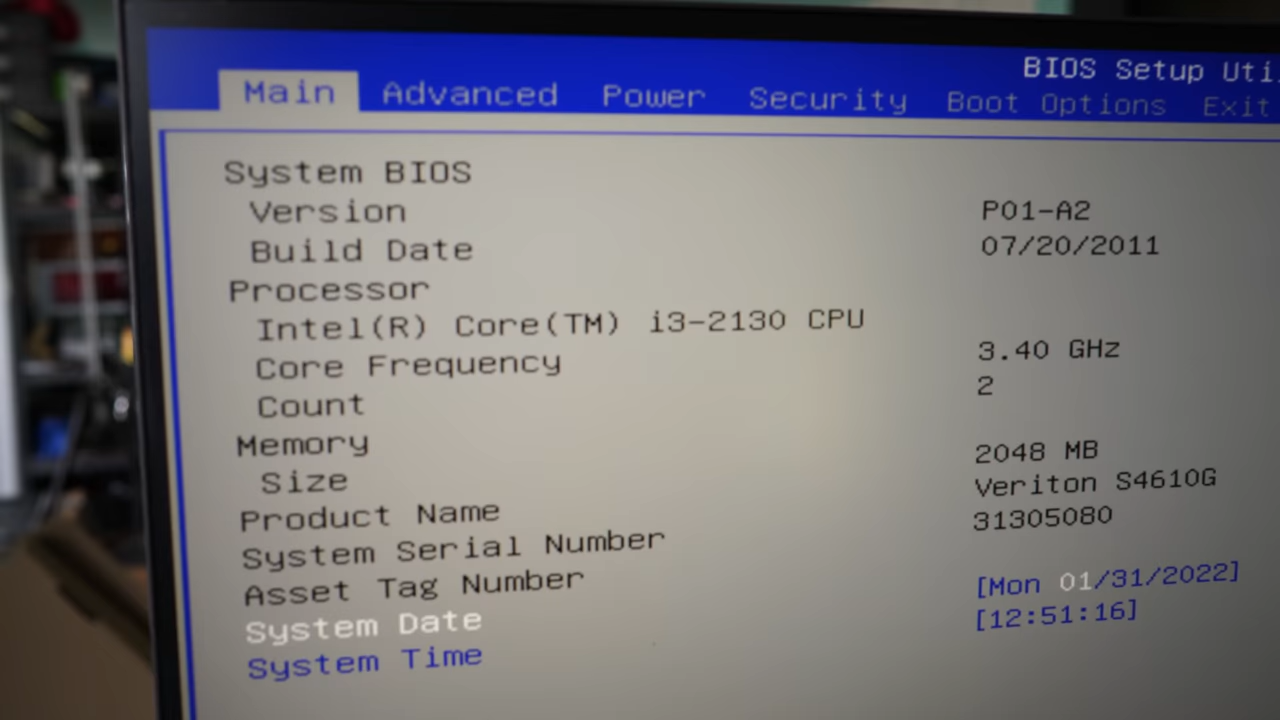 BIOS Setup Uti
Main Advanced Power Security Boot Options Exit
System BIOS
Version P01-A2
Build Date 07/20/2011
Processor
Intel(R) Core(TM) i3-2130 CPU
Core Frequency 3.40 GHz
Count 2
Memory
Size 2048 MB
Product Name Veriton S4610G
System Serial Number 31305080
Asset Tag Number
System Date [Mon 01/31/2022]
System Time [12:51:16]